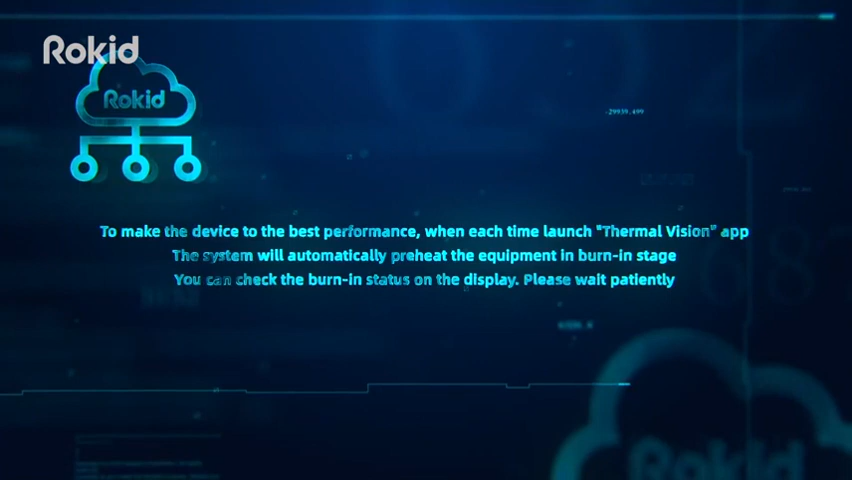 Rokid
Rokid
-29939.499
To make the device to the best performance, when each time launch "Thermal Vision" app
The system will automatically preheat the equipment in burn-in stage
You can check the burn-in status on the display. Please wait patiently
Rokid